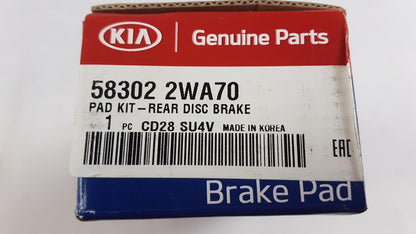 KIA Genuine Parts
58302 2WA70
PAD KIT-REAR DISC BRAKE
1 PC CD28 SU4V MADE IN KOREA
EAC
Brake Pad